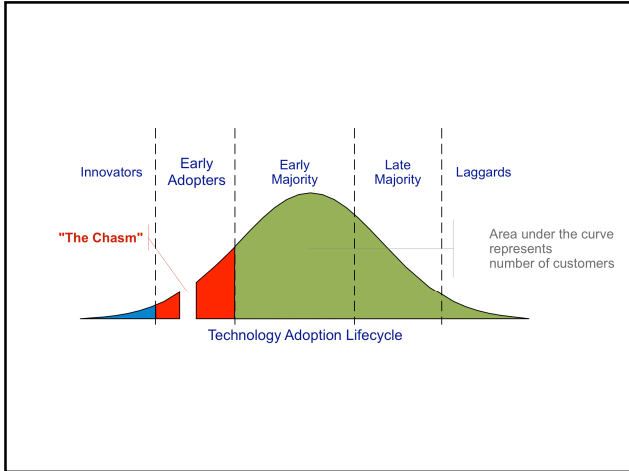 Innovators
Early
Adopters
Early
Majority
Late
Majority
Laggards
"The Chasm"
Area under the curve
represents
number of customers
Technology Adoption Lifecycle